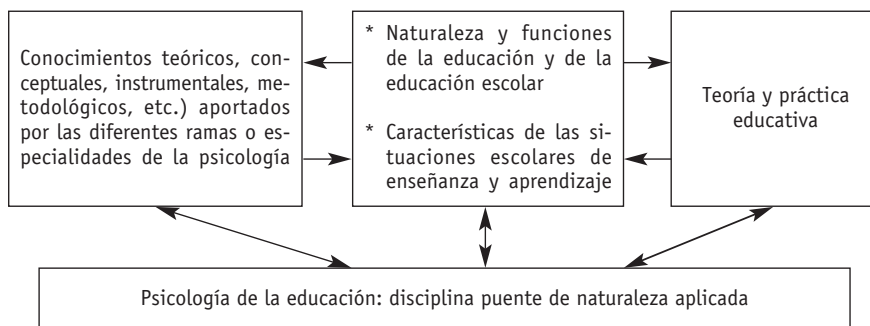 Conocimientos teóricos, con-
ceptuales, instrumentales, me-
todológicos, etc.) aportados
por las diferentes ramas o es-
pecialidades de la psicología
* Naturaleza y funciones
de la educación y de la
educación escolar
* Características de las si-
tuaciones escolares de
enseñanza y aprendizaje
Teoría y práctica
educativa
Psicología de la educación: disciplina puente de naturaleza aplicada